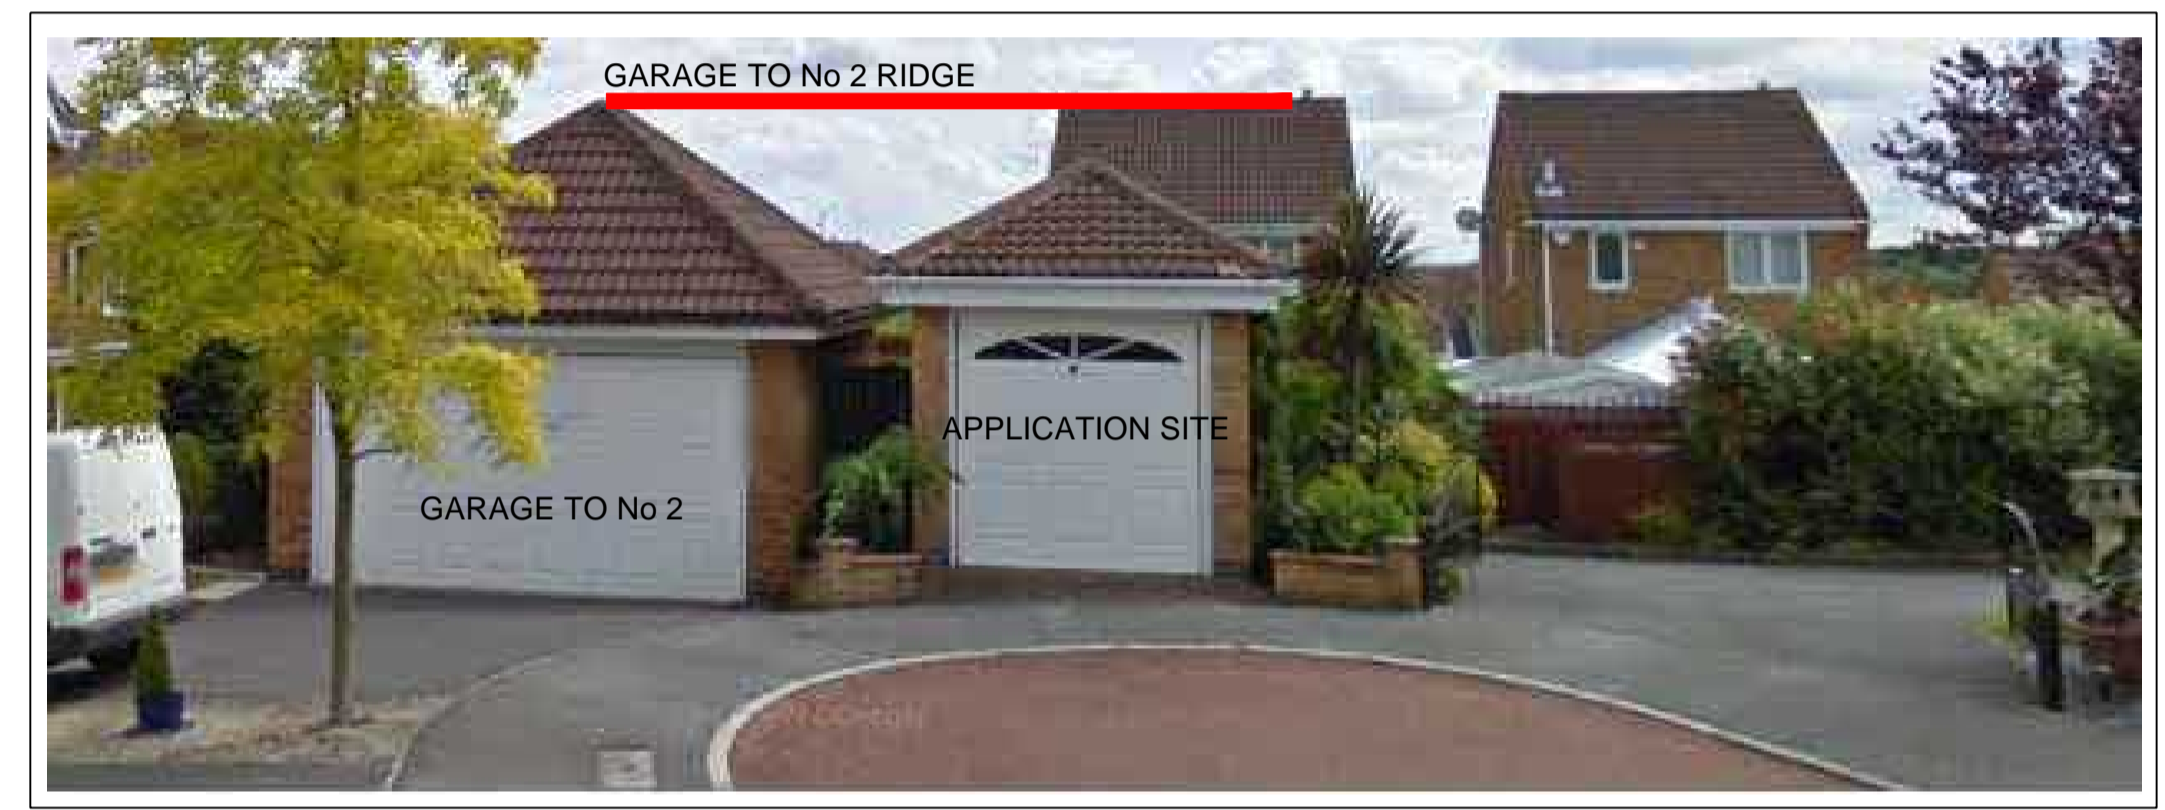 GARAGE TO No 2 RIDGE
APPLICATION SITE
GARAGE TO No 2